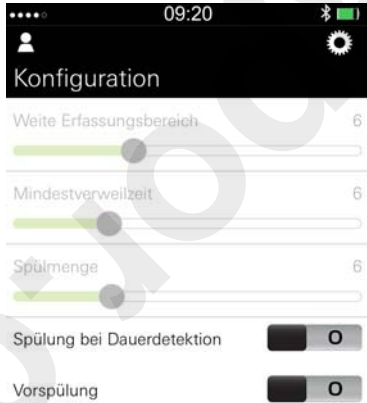 09:20
Konfiguration
Weite Erfassungsbereich 6
Mindestverweilzeit 6
Spülmenge 6
Spülung bei Dauerdetektion O
Vorspülung O